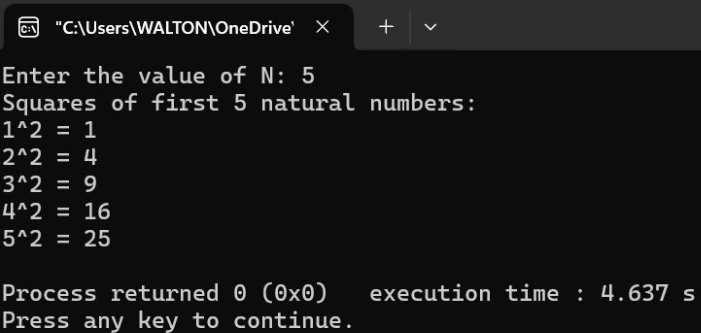 "C:\Users\WALTON\OneDrive'
Enter the value of N: 5
Squares of first 5 natural numbers:
1^2 = 1
2^2 = 4
3^2 = 9
4^2 = 16
5^2 = 25
Process returned 0 (0x0)   execution time : 4.637 s
Press any key to continue.